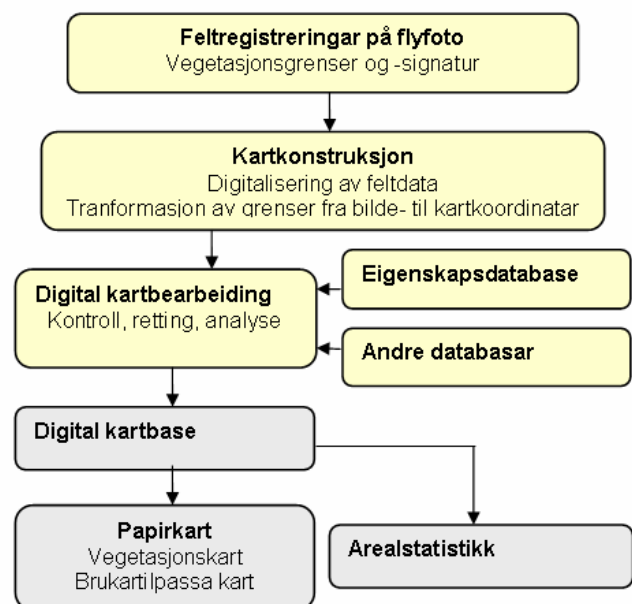 Feltregistreringar på flyfoto
Vegetasjonsgrenser og -signatur
Kartkonstruksjon
Digitalisering av feltdata
Tranformasjon av grenser fra bilde- til kartkoordinatar
Digital kartbearbeiding
Kontroll, retting, analyse
Eigenskapsdatabase
Andre databasar
Digital kartbase
Papirkart
Vegetasjonskart
Brukartilpassa kart
Arealstatistikk